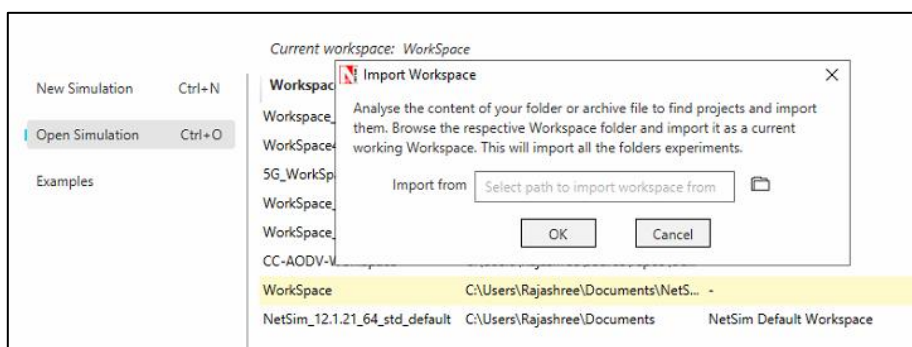 Current workspace: WorkSpace
New Simulation Ctrl+N
Open Simulation Ctrl+O
Examples
Workspac
Import Workspace
Analyse the content of your folder or archive file to find projects and import
them. Browse the respective Workspace folder and import it as a current
working Workspace. This will import all the folders experiments.
Import from Select path to import workspace from
OK Cancel
Workspace_
WorkSpace4
5G_WorkSp
WorkSpace_
WorkSpace_
CC-AODV-W
WorkSpace C:\Users\Rajashree\Documents\NetS... -
NetSim_12.1.21_64_std_default C:\Users\Rajashree\Documents NetSim Default Workspace